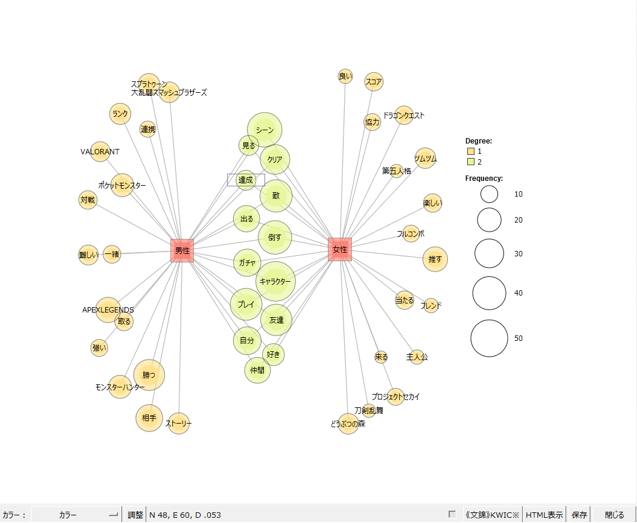 スプラトゥーン
大乱闘スマッシュブラザーズ
ランク
連携
VALORANT
ポケットモンスター
対戦
難しい
一緒
男性
APEXLEGENDS
取る
強い
勝つ
モンスターハンター
相手
ストーリー
シーン
見る
クリア
達成
敵
出る
倒す
ガチャ
キャラクター
プレイ
友達
自分
好き
仲間
良い
スコア
協力
ドラゴンクエスト
ツムツム
第五人格
楽しい
フルコンボ
女性
推す
当たる
フレンド
来る
主人公
プロジェクトセカイ
刀剣乱舞
どうぶつの森
Degree:
1
2
Frequency:
10
20
30
40
50
カラー：
カラー
調整
N 48, E 60, D .053
《文錦》KWIC※
HTML表示
保存
閉じる